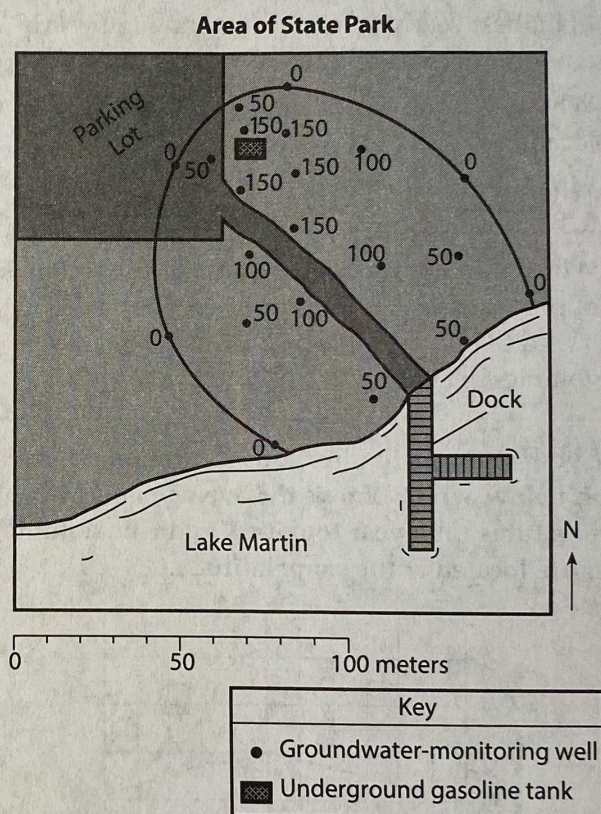 Area of State Park
Parking
Lot
0
50
150
150
0
50
150
100
0
150
150
100
100
50
0
50
100
0
50
50
0
Dock
Lake Martin
N
0
50
100 meters
Key
Groundwater-monitoring well
Underground gasoline tank